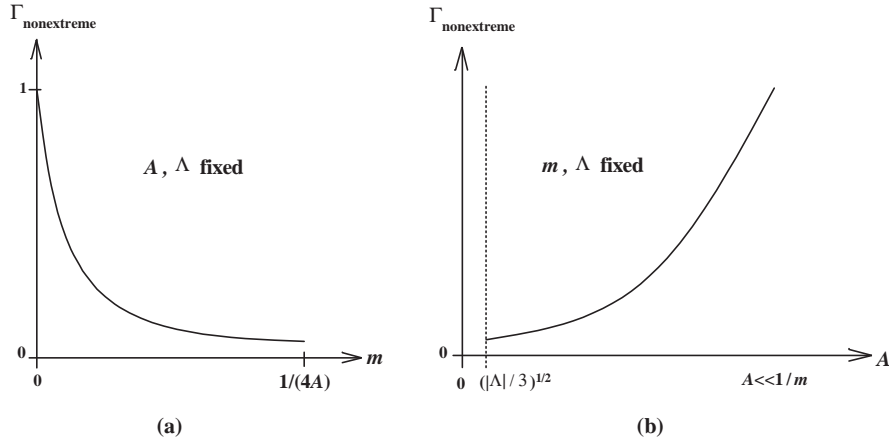 Γnonextreme
1
A , Λ fixed
0
0
1/(4A)
m
(a)
Γnonextreme
m , Λ fixed
0
0
(|Λ| / 3)^1/2
A<<1/m
A
(b)